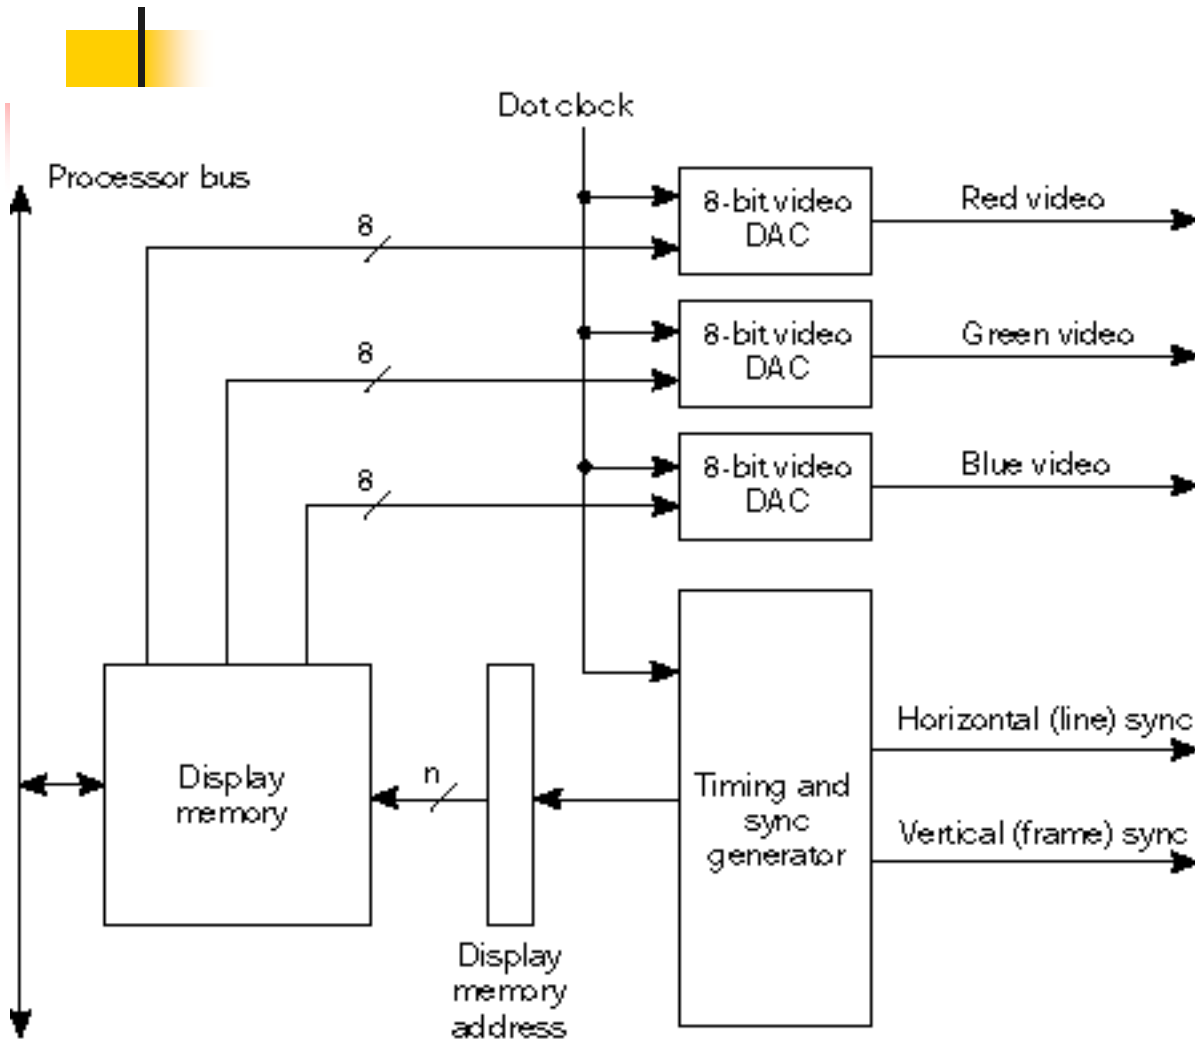 Dot clock
Processor bus
8
8-bit video
DAC
Red video
8
8-bit video
DAC
Green video
8
8-bit video
DAC
Blue video
Display
memory
n
Display
memory
address
Timing and
sync
generator
Horizontal (line) sync
Vertical (frame) sync